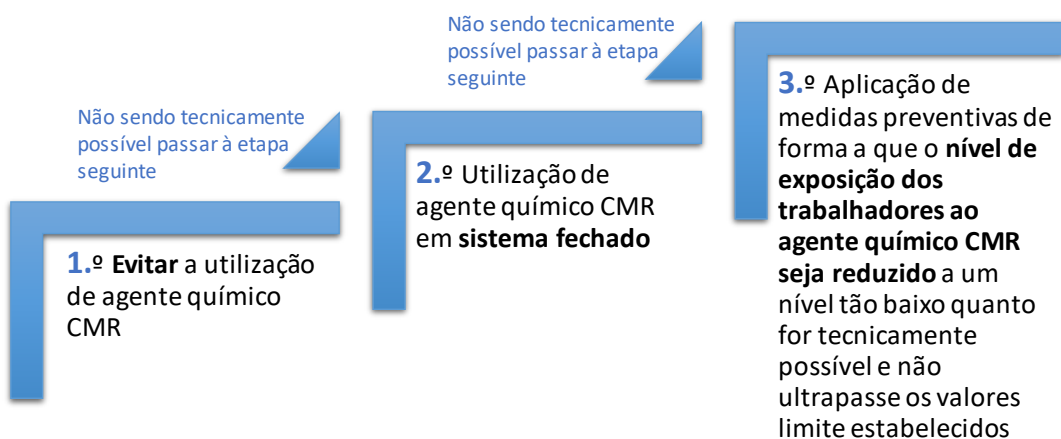 Não sendo tecnicamente
possível passar à etapa
seguinte
Não sendo tecnicamente
possível passar à etapa
seguinte
1.º Evitar a utilização
de agente químico
CMR
2.º Utilização de
agente químico CMR
em sistema fechado
3.º Aplicação de
medidas preventivas de
forma a que o nível de
exposição dos
trabalhadores ao
agente químico CMR
seja reduzido a um
nível tão baixo quanto
for tecnicamente
possível e não
ultrapasse os valores
limite estabelecidos